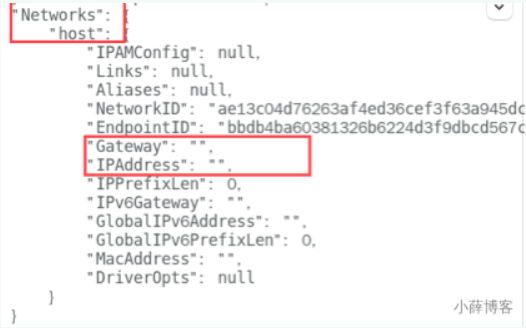 "Networks": {
"host": {
"IPAMConfig": null,
"Links": null,
"Aliases": null,
"NetworkID": "ae13c04d76263af4ed36cef3f63a945dc
"EndpointID": "bbdb4ba60381326b6224d3f9dbcd567c
"Gateway": "",
"IPAddress": "",
"IPPrefixLen": 0,
"IPv6Gateway": "",
"GlobalIPv6Address": "",
"GlobalIPv6PrefixLen": 0,
"MacAddress": "",
"DriverOpts": null
}
}
小薛博客